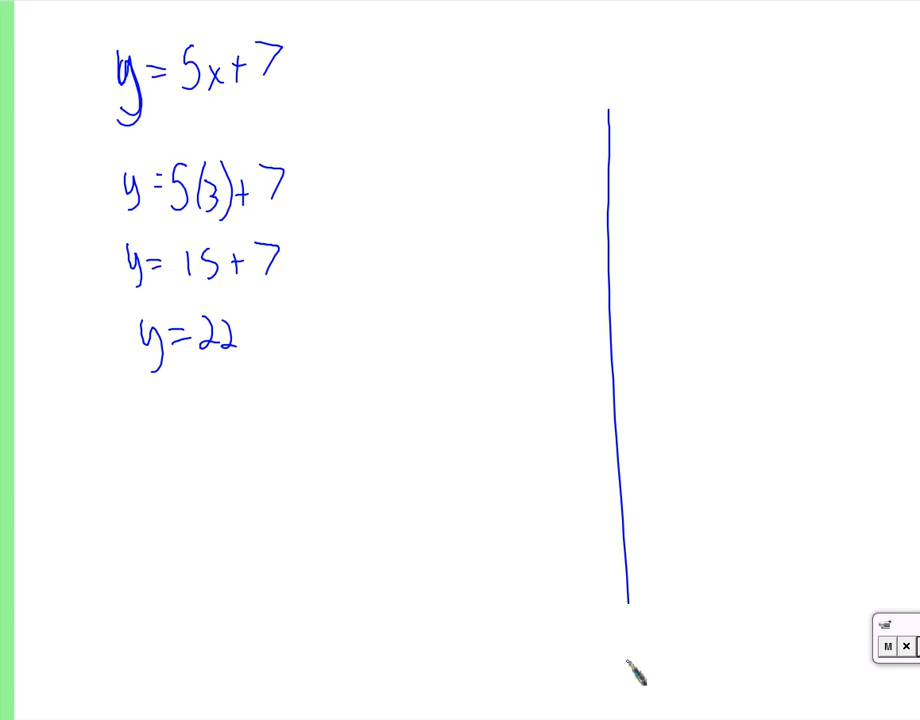 y = 5x + 7
y = 5(3) + 7
y = 15 + 7
y = 22
M ×